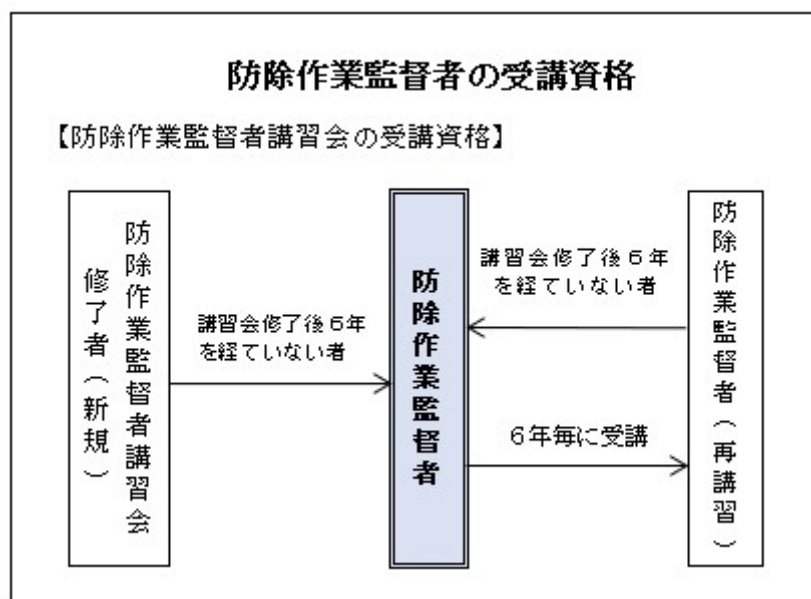 防除作業監督者の受講資格
【防除作業監督者講習会の受講資格】
防除作業監督者講習会
修了者（新規）
講習会修了後６年
を経ていない者
防除作業監督者
講習会修了後６年
を経ていない者
６年毎に受講
防除作業監督者（再講習）